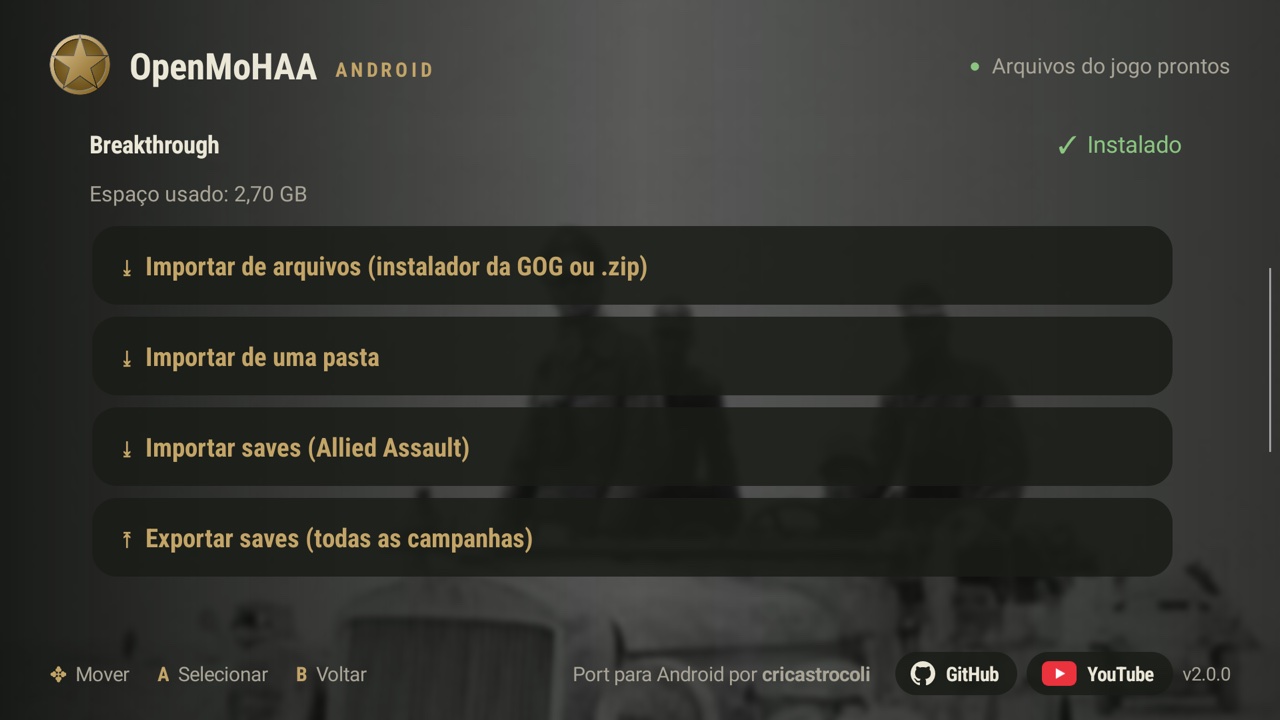 OpenMoHAA ANDROID
• Arquivos do jogo prontos
Breakthrough
✓ Instalado
Espaço usado: 2,70 GB
⤓ Importar de arquivos (instalador da GOG ou .zip)
⤓ Importar de uma pasta
⤓ Importar saves (Allied Assault)
⤒ Exportar saves (todas as campanhas)
Mover A Selecionar B Voltar
Port para Android por cricastrocoli GitHub YouTube v2.0.0